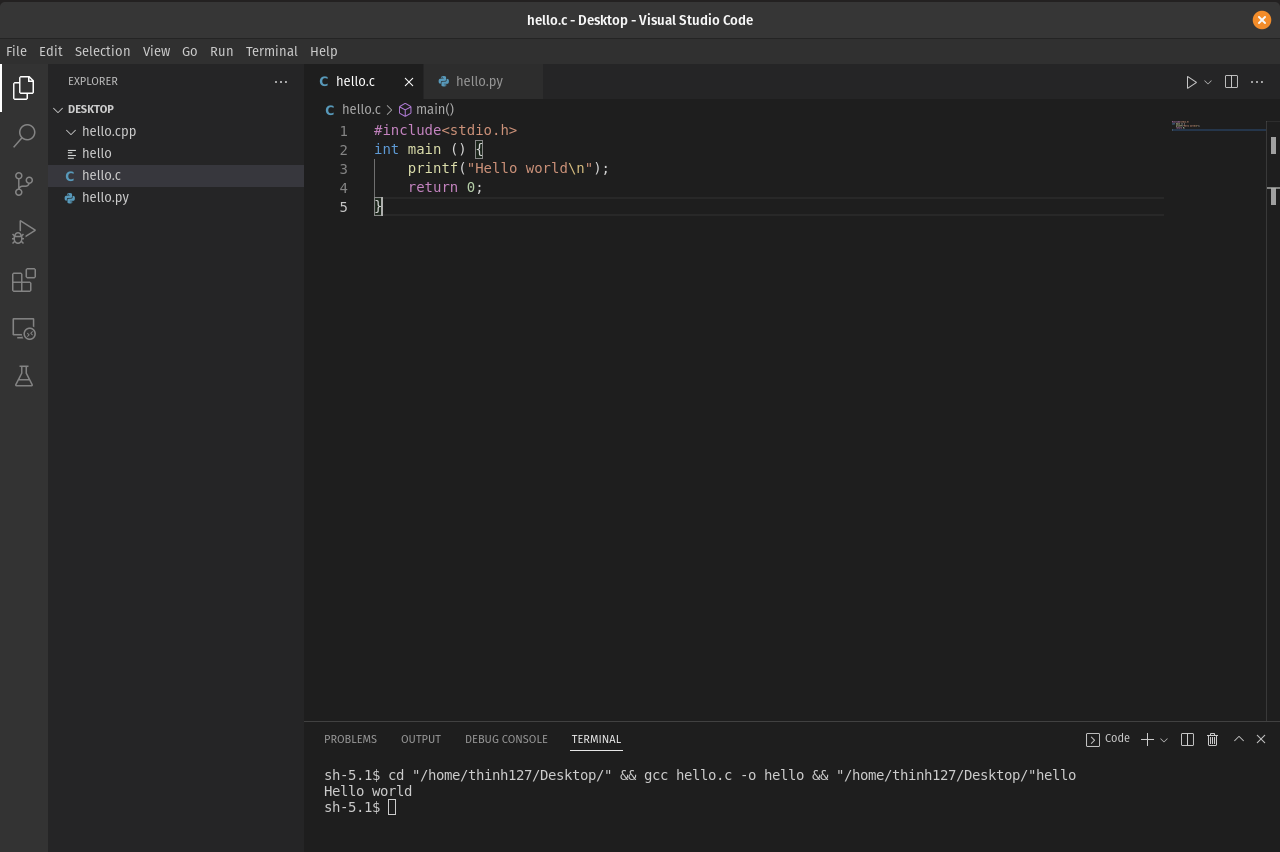 hello.c - Desktop - Visual Studio Code
File Edit Selection View Go Run Terminal Help
EXPLORER
DESKTOP
hello.cpp
hello
C hello.c
hello.py
C hello.c
hello.py
C hello.c > main()
1 #include<stdio.h>
2 int main () {
3     printf("Hello world\n");
4     return 0;
5 }
PROBLEMS OUTPUT DEBUG CONSOLE TERMINAL
Code
sh-5.1$ cd "/home/thinh127/Desktop/" && gcc hello.c -o hello && "/home/thinh127/Desktop/"hello
Hello world
sh-5.1$